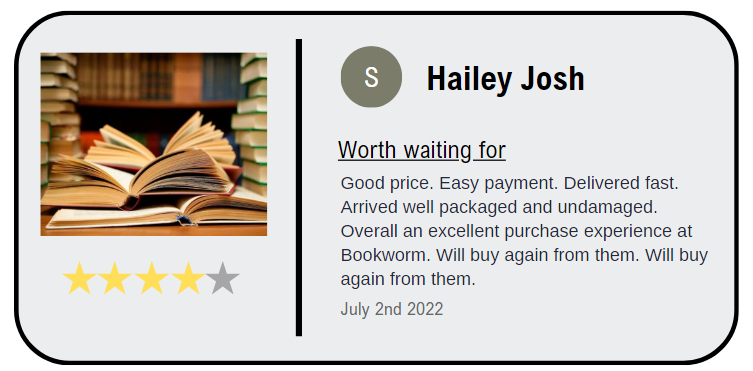 S
Hailey Josh
Worth waiting for
Good price. Easy payment. Delivered fast.
Arrived well packaged and undamaged.
Overall an excellent purchase experience at
Bookworm. Will buy again from them. Will buy
again from them.
July 2nd 2022